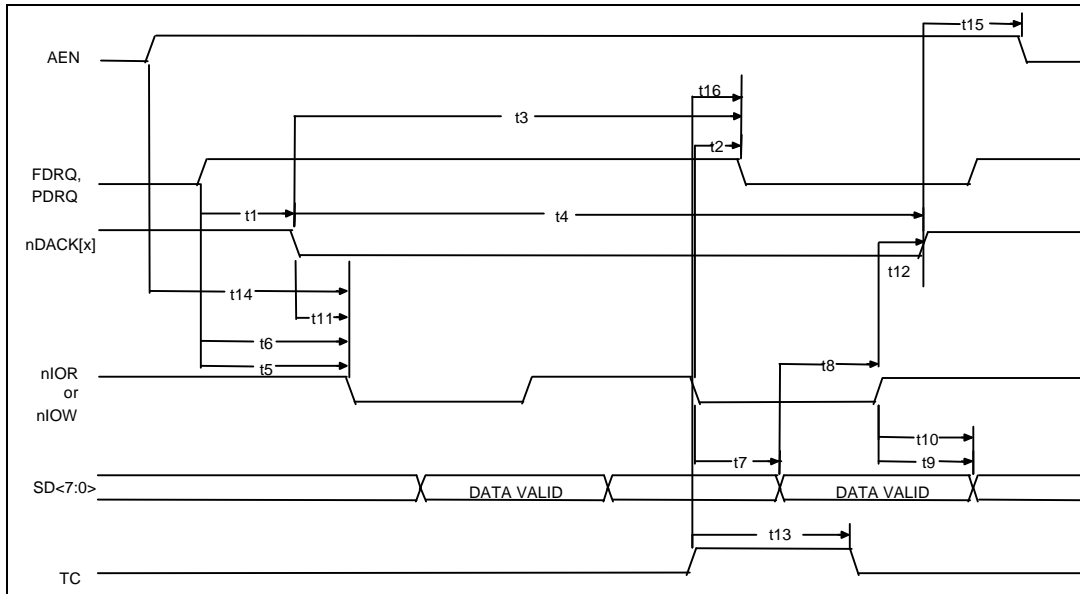 t15
AEN
t16
t3
t2
FDRQ,
PDRQ
t1
t4
nDACK[x]
t12
t14
t11
t6
t5
t8
nIOR
or
nIOW
t10
t7
t9
SD<7:0>
DATA VALID
DATA VALID
t13
TC